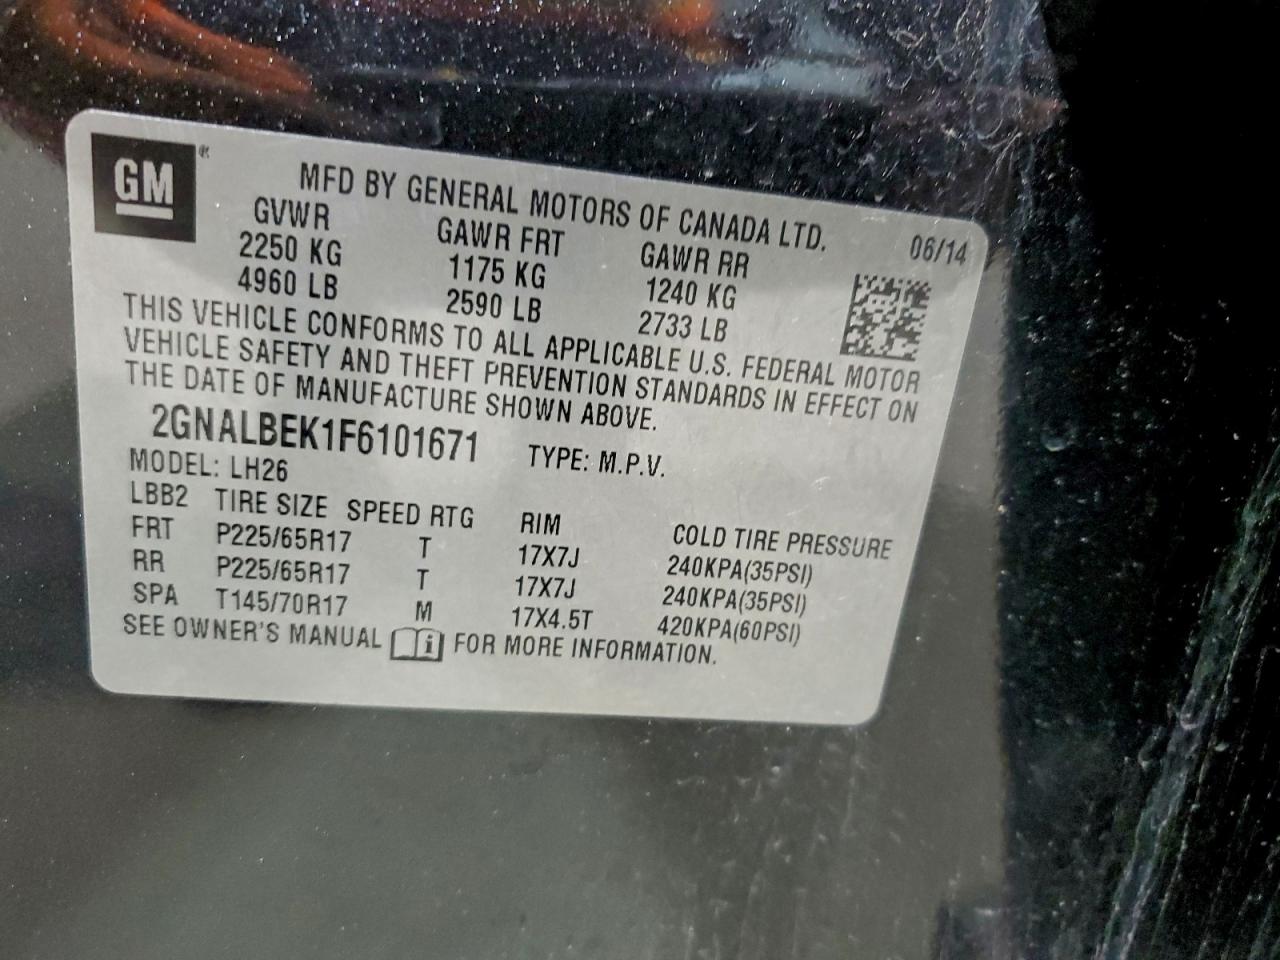 GM®
MFD BY GENERAL MOTORS OF CANADA LTD.
06/14
GVWR GAWR FRT GAWR RR
2250 KG 1175 KG 1240 KG
4960 LB 2590 LB 2733 LB
THIS VEHICLE CONFORMS TO ALL APPLICABLE U.S. FEDERAL MOTOR
VEHICLE SAFETY AND THEFT PREVENTION STANDARDS IN EFFECT ON
THE DATE OF MANUFACTURE SHOWN ABOVE.
2GNALBEK1F6101671 TYPE: M.P.V.
MODEL: LH26
LBB2 TIRE SIZE SPEED RTG RIM COLD TIRE PRESSURE
FRT P225/65R17 T 17X7J 240KPA(35PSI)
RR P225/65R17 T 17X7J 240KPA(35PSI)
SPA T145/70R17 M 17X4.5T 420KPA(60PSI)
SEE OWNER'S MANUAL i FOR MORE INFORMATION.